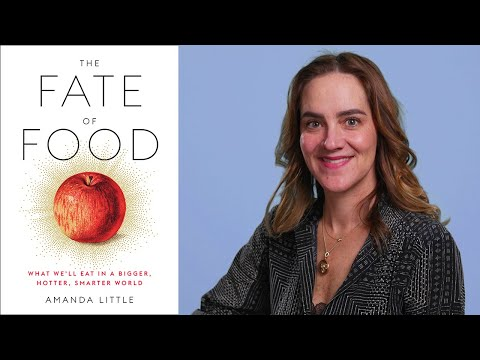 THE
FATE
OF
FOOD
WHAT WE'LL EAT IN A BIGGER,
HOTTER, SMARTER WORLD
AMANDA LITTLE